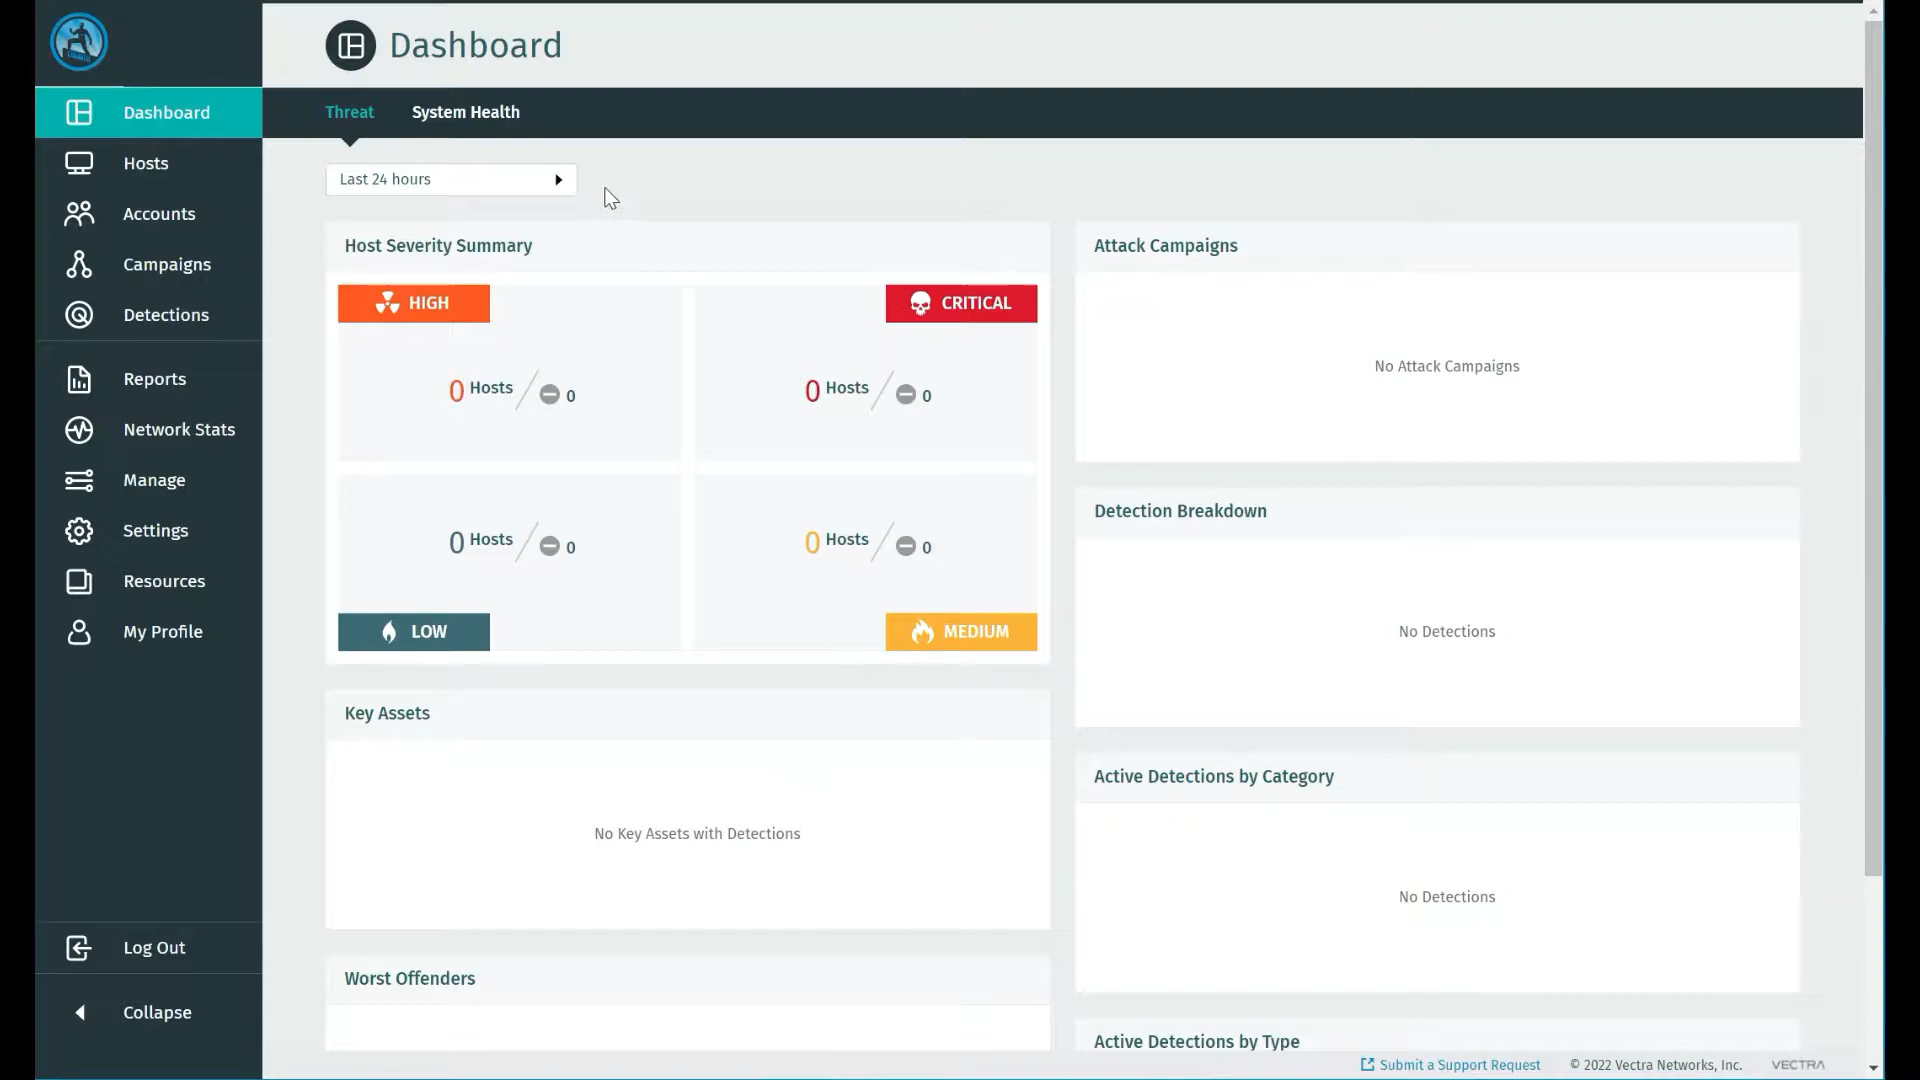 Dashboard
Dashboard
Hosts
Accounts
Campaigns
Detections
Reports
Network Stats
Manage
Settings
Resources
My Profile
Log Out
Collapse
Threat
System Health
Last 24 hours
Host Severity Summary
HIGH
CRITICAL
0 Hosts 0
0 Hosts 0
0 Hosts 0
0 Hosts 0
LOW
MEDIUM
Key Assets
No Key Assets with Detections
Worst Offenders
Attack Campaigns
No Attack Campaigns
Detection Breakdown
No Detections
Active Detections by Category
No Detections
Active Detections by Type
Submit a Support Request
© 2022 Vectra Networks, Inc.
VECTRA